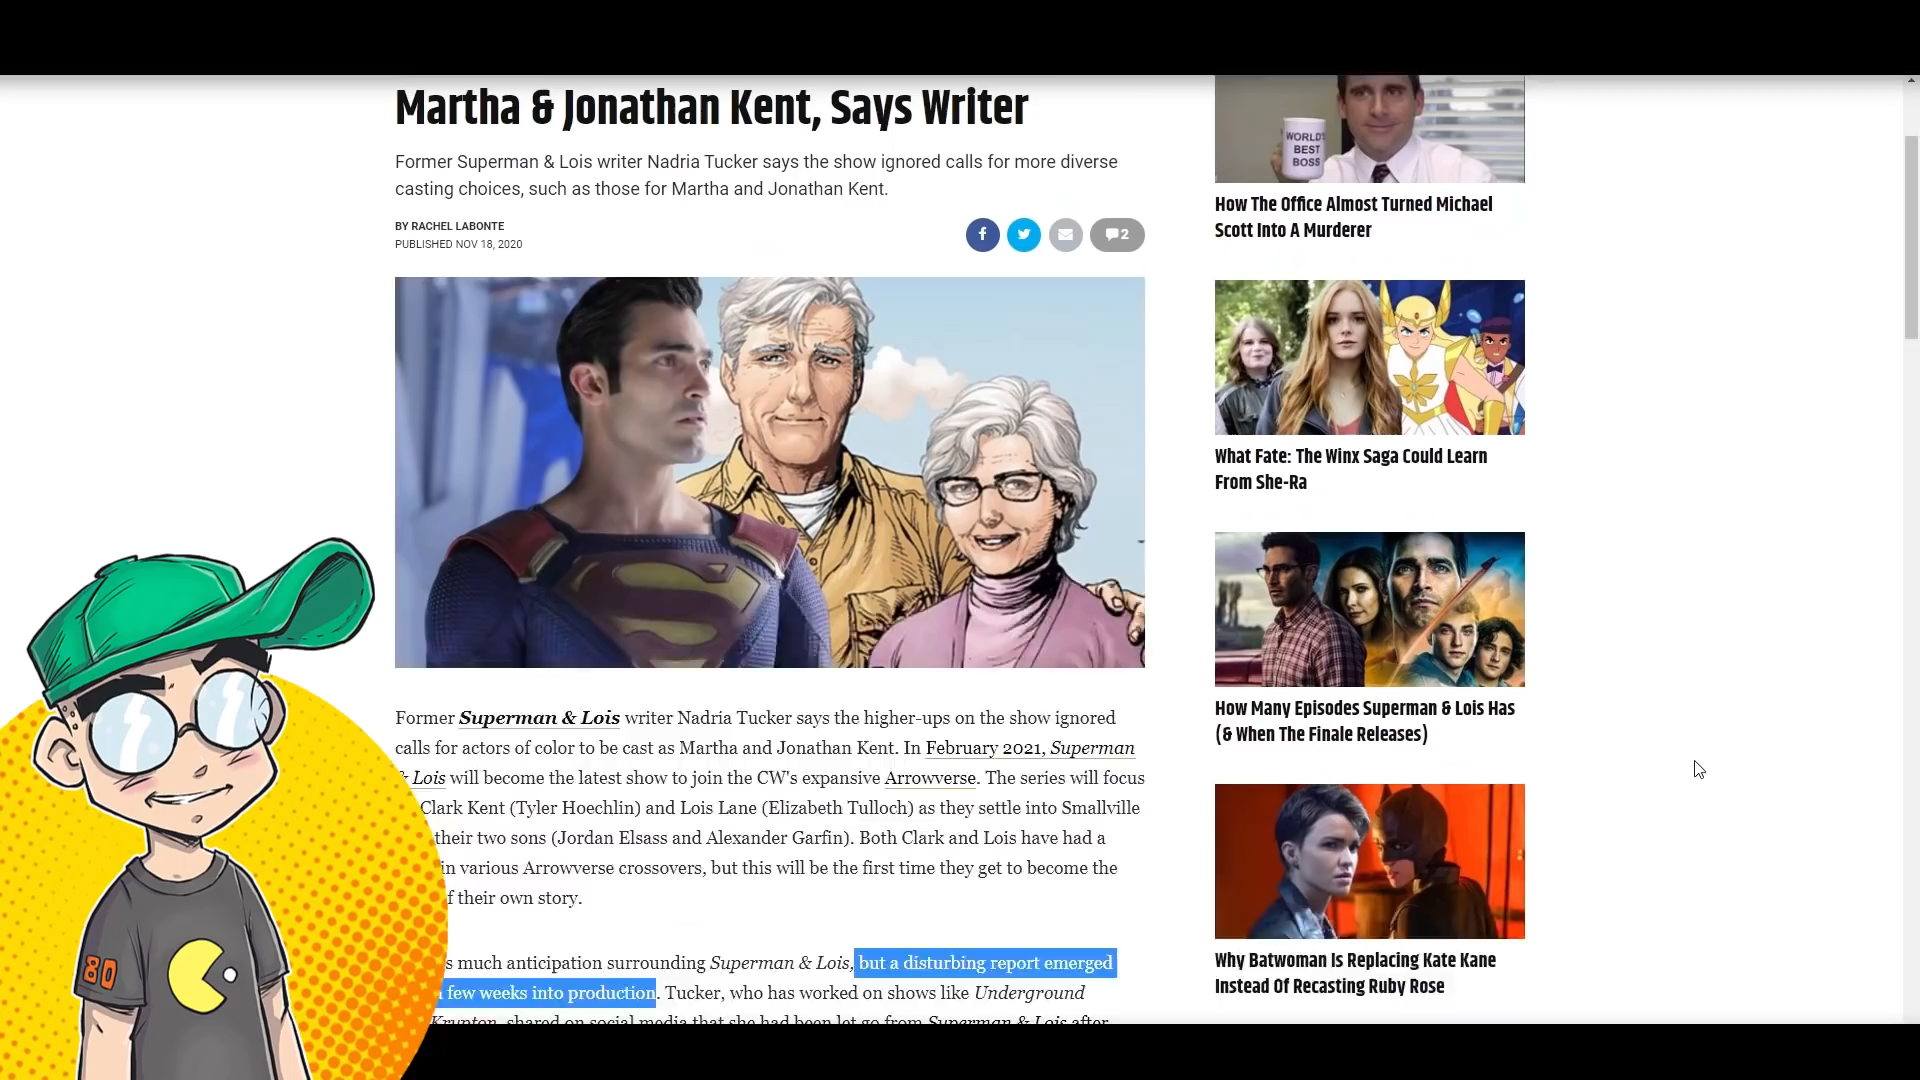 Martha & Jonathan Kent, Says Writer
Former Superman & Lois writer Nadria Tucker says the show ignored calls for more diverse
casting choices, such as those for Martha and Jonathan Kent.
BY RACHEL LABONTE
PUBLISHED NOV 18, 2020
2
Former Superman & Lois writer Nadria Tucker says the higher-ups on the show ignored
calls for actors of color to be cast as Martha and Jonathan Kent. In February 2021, Superman
& Lois will become the latest show to join the CW's expansive Arrowverse. The series will focus
Clark Kent (Tyler Hoechlin) and Lois Lane (Elizabeth Tulloch) as they settle into Smallville
their two sons (Jordan Elsass and Alexander Garfin). Both Clark and Lois have had a
in various Arrowverse crossovers, but this will be the first time they get to become the
of their own story.
much anticipation surrounding Superman & Lois, but a disturbing report emerged
few weeks into production. Tucker, who has worked on shows like Underground
Krypton, shared on social media that she had been let go from Superman & Lois after
80
WORLD'S
BEST
BOSS
How The Office Almost Turned Michael
Scott Into A Murderer
What Fate: The Winx Saga Could Learn
From She-Ra
How Many Episodes Superman & Lois Has
(& When The Finale Releases)
Why Batwoman Is Replacing Kate Kane
Instead Of Recasting Ruby Rose